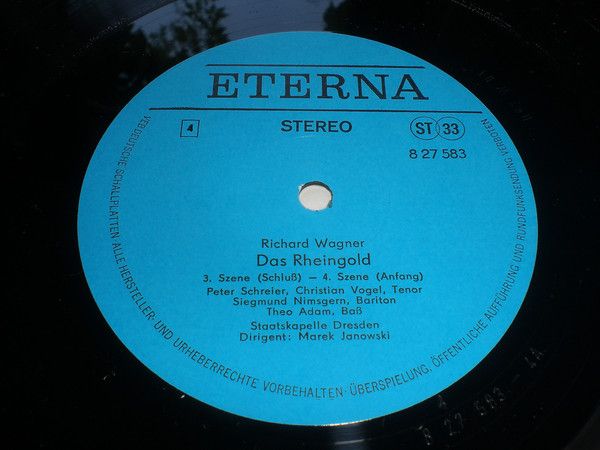 ETERNA
4
STEREO
ST 33
8 27 583
Richard Wagner
Das Rheingold
3. Szene (Schluß) — 4. Szene (Anfang)
Peter Schreier, Christian Vogel, Tenor
Siegmund Nimsgern, Bariton
Theo Adam, Baß
Staatskapelle Dresden
Dirigent: Marek Janowski
VEB DEUTSCHE SCHALLPLATTEN ALLE HERSTELLER- UND URHEBERRECHTE VORBEHALTEN · ÜBERSPIELUNG, ÖFFENTLICHE AUFFÜHRUNG UND RUNDFUNKSENDUNG VERBOTEN